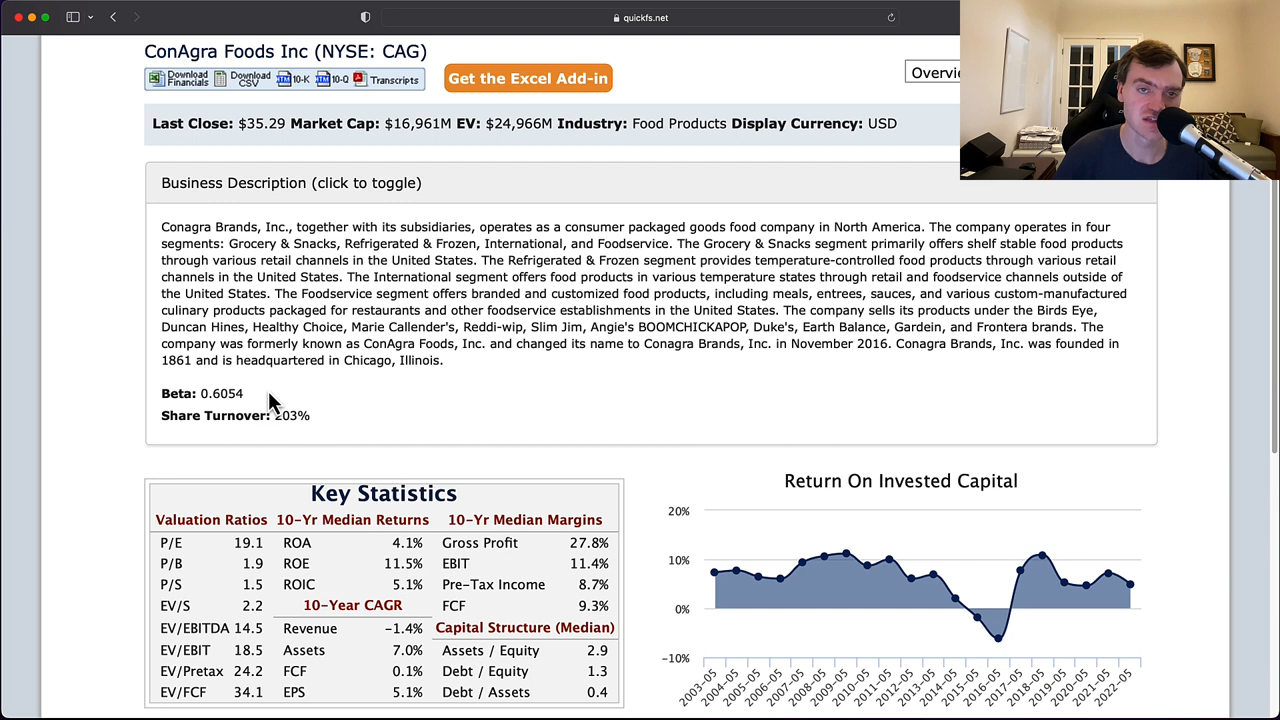 quickfs.net
ConAgra Foods Inc (NYSE: CAG)
Download Financials Download CSV 10-K 10-Q Transcripts
Get the Excel Add-in
Overvie
Last Close: $35.29 Market Cap: $16,961M EV: $24,966M Industry: Food Products Display Currency: USD
Business Description (click to toggle)
Conagra Brands, Inc., together with its subsidiaries, operates as a consumer packaged goods food company in North America. The company operates in four
segments: Grocery & Snacks, Refrigerated & Frozen, International, and Foodservice. The Grocery & Snacks segment primarily offers shelf stable food products
through various retail channels in the United States. The Refrigerated & Frozen segment provides temperature-controlled food products through various retail
channels in the United States. The International segment offers food products in various temperature states through retail and foodservice channels outside of
the United States. The Foodservice segment offers branded and customized food products, including meals, entrees, sauces, and various custom-manufactured
culinary products packaged for restaurants and other foodservice establishments in the United States. The company sells its products under the Birds Eye,
Duncan Hines, Healthy Choice, Marie Callender's, Reddi-wip, Slim Jim, Angie's BOOMCHICKAPOP, Duke's, Earth Balance, Gardein, and Frontera brands. The
company was formerly known as ConAgra Foods, Inc. and changed its name to Conagra Brands, Inc. in November 2016. Conagra Brands, Inc. was founded in
1861 and is headquartered in Chicago, Illinois.
Beta: 0.6054
Share Turnover: 203%
Key Statistics
Valuation Ratios 10-Yr Median Returns 10-Yr Median Margins
P/E 19.1 ROA 4.1% Gross Profit 27.8%
P/B 1.9 ROE 11.5% EBIT 11.4%
P/S 1.5 ROIC 5.1% Pre-Tax Income 8.7%
EV/S 2.2 10-Year CAGR FCF 9.3%
EV/EBITDA 14.5 Revenue -1.4% Capital Structure (Median)
EV/EBIT 18.5 Assets 7.0% Assets / Equity 2.9
EV/Pretax 24.2 FCF 0.1% Debt / Equity 1.3
EV/FCF 34.1 EPS 5.1% Debt / Assets 0.4
Return On Invested Capital
20%
10%
0%
-10%
2003-05 2004-05 2005-05 2006-05 2007-05 2008-05 2009-05 2010-05 2011-05 2012-05 2013-05 2014-05 2015-05 2016-05 2017-05 2018-05 2019-05 2020-05 2021-05 2022-05